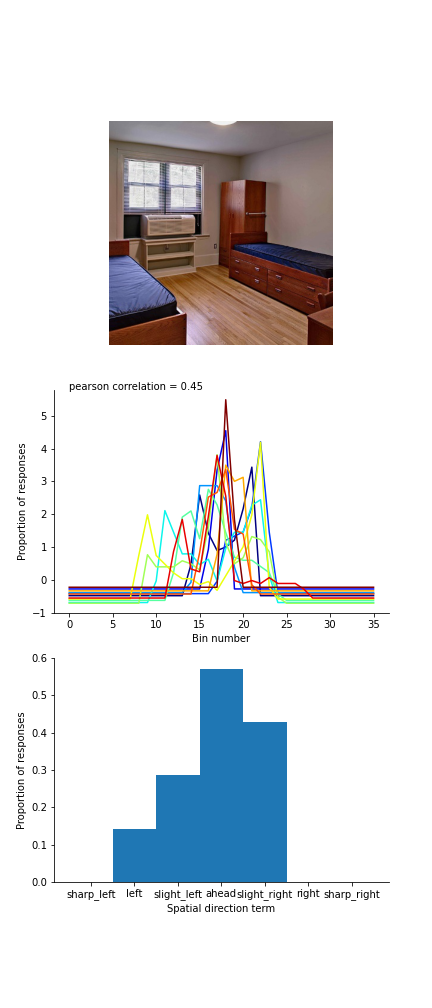 pearson correlation = 0.45
Proportion of responses
5
4
3
2
1
0
−1
0 5 10 15 20 25 30 35
Bin number
Proportion of responses
0.6
0.5
0.4
0.3
0.2
0.1
0.0
sharp_left left slight_left ahead slight_right right sharp_right
Spatial direction term